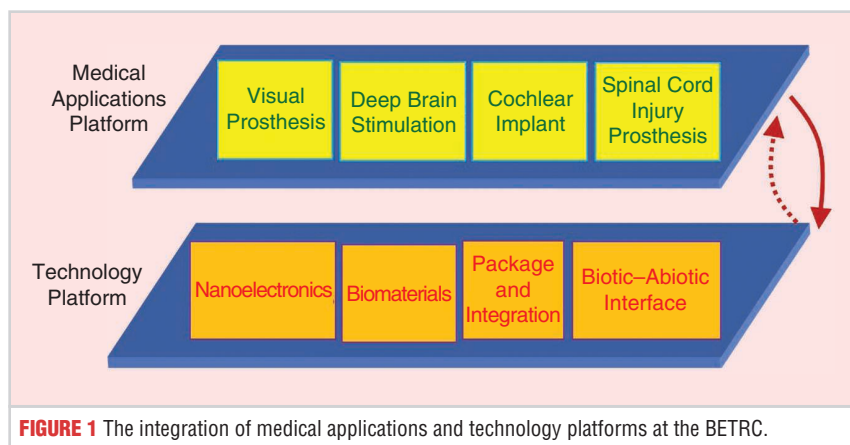 Medical
Applications
Platform
Visual
Prosthesis
Deep Brain
Stimulation
Cochlear
Implant
Spinal Cord
Injury
Prosthesis
Technology
Platform
Nanoelectronics
Biomaterials
Package
and
Integration
Biotic–Abiotic
Interface
FIGURE 1 The integration of medical applications and technology platforms at the BETRC.